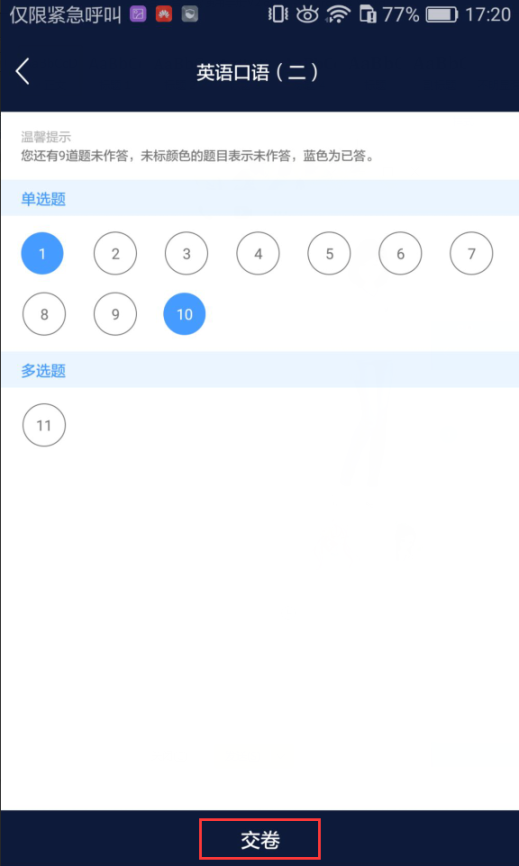 仅限紧急呼叫 77% 17:20
英语口语（二）
温馨提示
您还有9道题未作答，未标颜色的题目表示未作答，蓝色为已答。
单选题
1 2 3 4 5 6 7
8 9 10
多选题
11
交卷